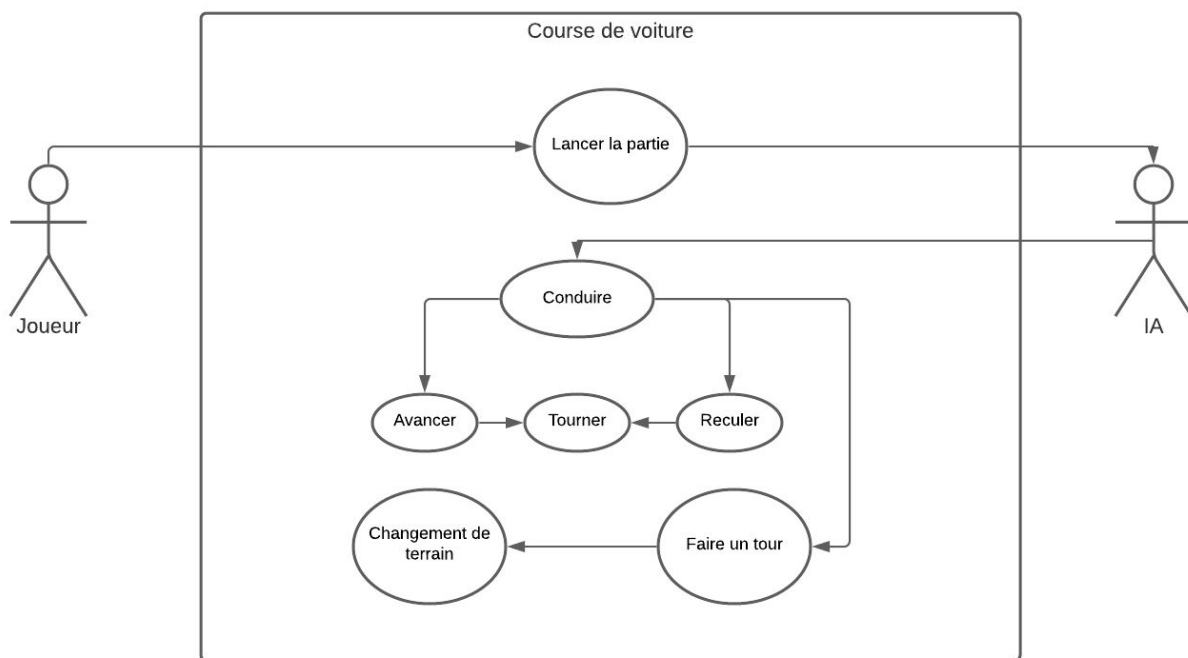 Course de voiture
Lancer la partie
Joueur
IA
Conduire
Avancer
Tourner
Reculer
Changement de
terrain
Faire un tour